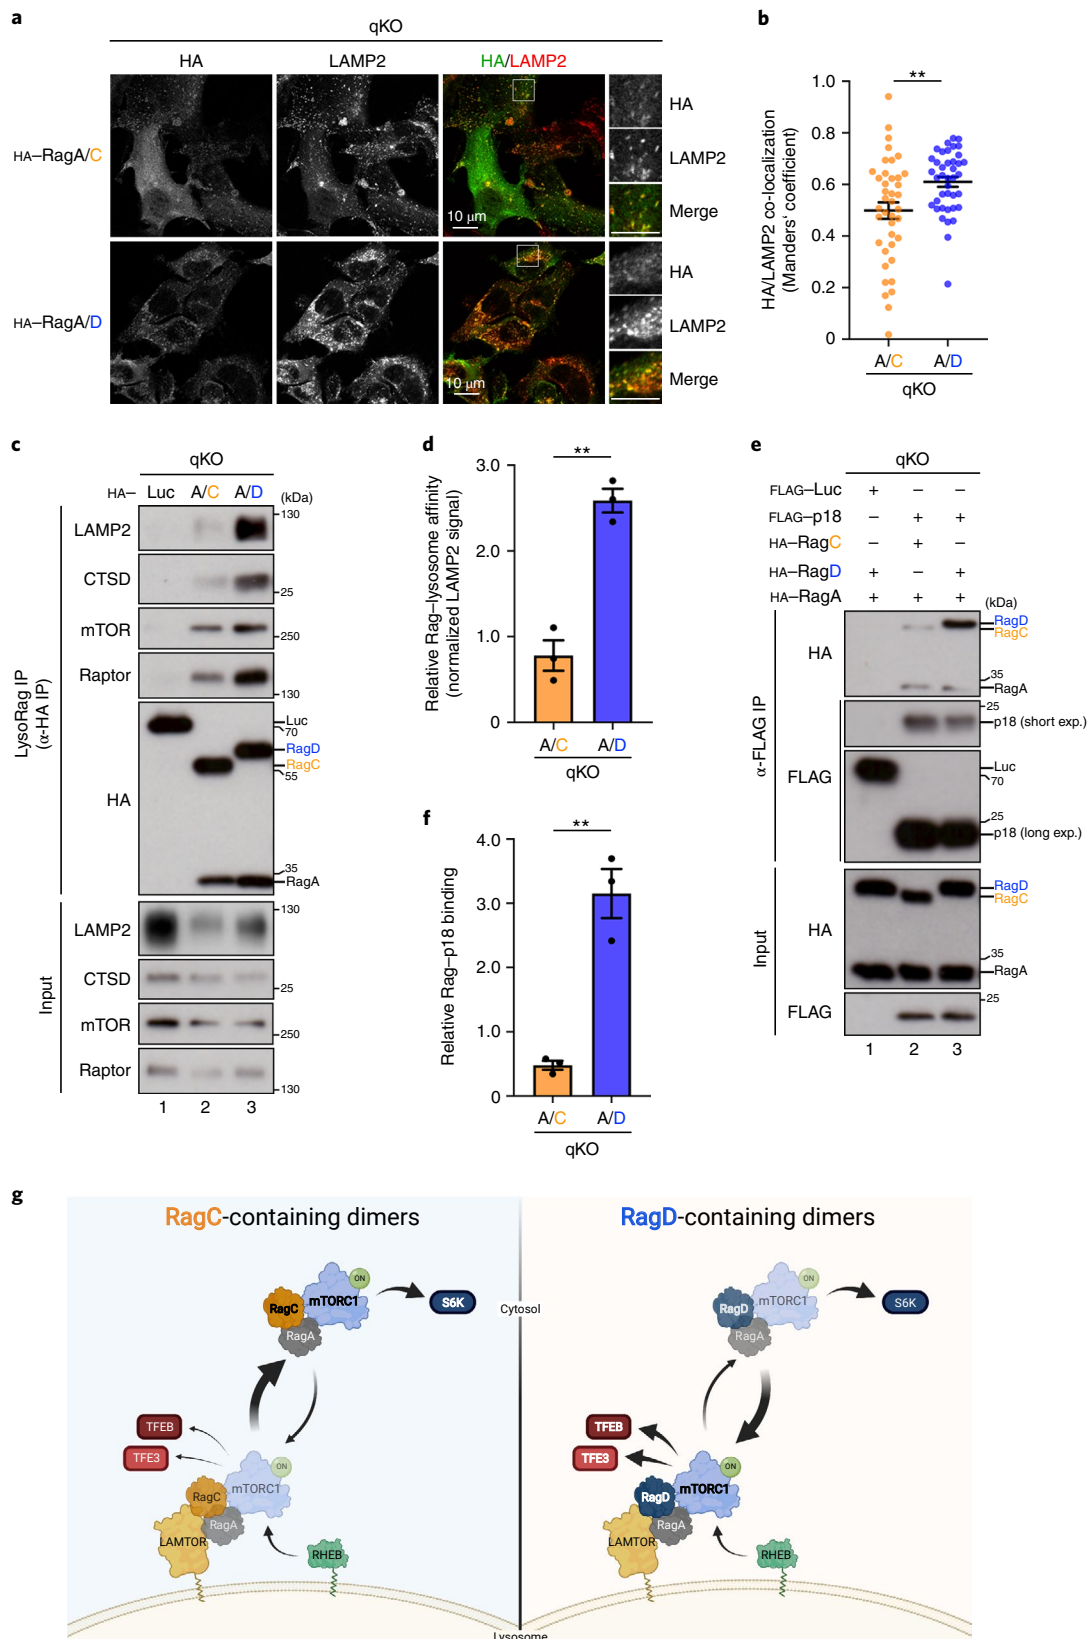 a
qKO
HA LAMP2 HA/LAMP2
HA–RagA/C
HA–RagA/D
10 μm
10 μm
HA
LAMP2
Merge
HA
LAMP2
Merge
b
**
HA/LAMP2 co-localization
(Manders' coefficient)
1.0
0.8
0.6
0.4
0.2
0
A/C A/D
qKO
c
qKO
HA– Luc A/C A/D (kDa)
LysoRag IP
(α-HA IP)
LAMP2 130
CTSD 25
mTOR 250
Raptor 130
HA
Luc
70
RagD
RagC
55
35
RagA
Input
LAMP2 130
CTSD 25
mTOR 250
Raptor 130
1 2 3
d
**
Relative Rag–lysosome affinity
(normalized LAMP2 signal)
3.0
2.0
1.0
0
A/C A/D
qKO
e
qKO
FLAG–Luc + – –
FLAG–p18 – + +
HA–RagC – + –
HA–RagD + – +
HA–RagA + + +
(kDa)
α-FLAG IP
HA
RagD
RagC
35
RagA
25
p18 (short exp.)
FLAG
Luc
70
25
p18 (long exp.)
Input
HA
RagD
RagC
35
RagA
FLAG 25
1 2 3
f
**
Relative Rag–p18 binding
4.0
3.0
2.0
1.0
0
A/C A/D
qKO
g
RagC-containing dimers
RagD-containing dimers
ON
mTORC1
RagC
RagA
S6K
Cytosol
ON
mTORC1
RagD
RagA
S6K
TFEB
TFE3
ON
mTORC1
RagC
RagA
LAMTOR
RHEB
TFEB
TFE3
ON
mTORC1
RagD
RagA
LAMTOR
RHEB
Lysosome